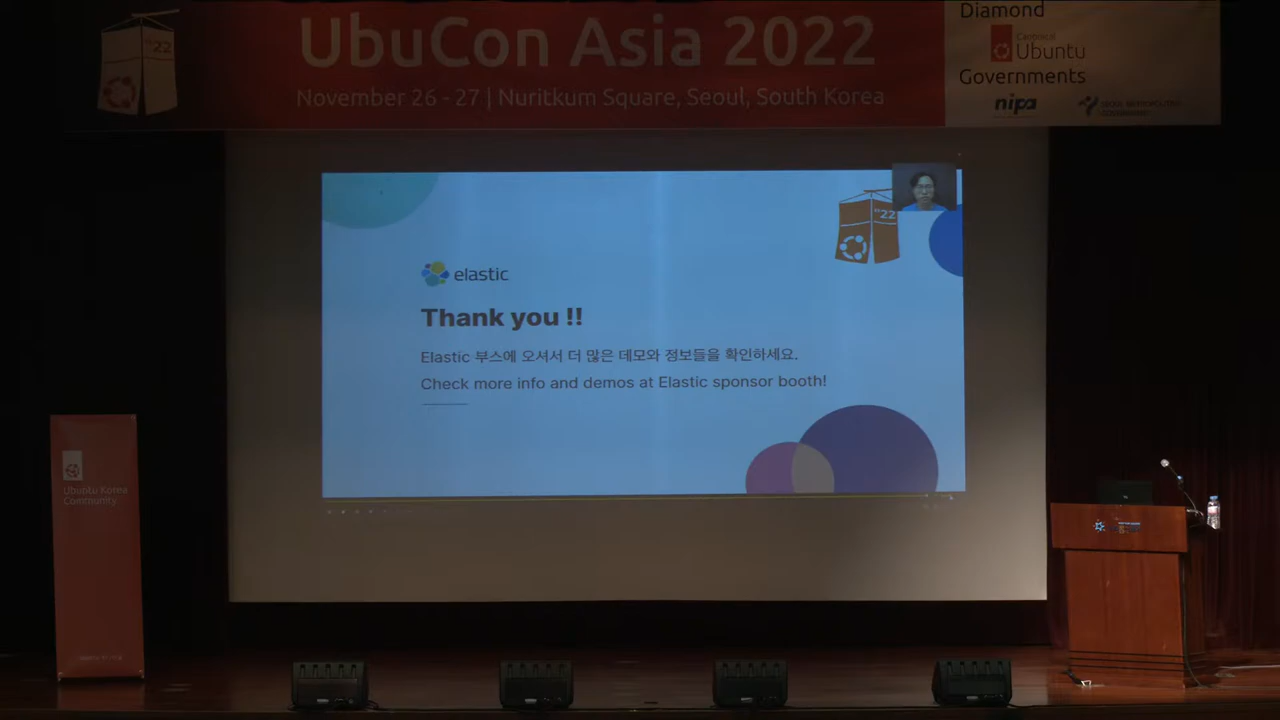 UbuCon Asia 2022
November 26 - 27 | Nuritkum Square, Seoul, South Korea
22
Diamond
Canonical
Ubuntu
Governments
nipa
22
elastic
Thank you !!
Elastic 부스에 오셔서 더 많은 데모와 정보들을 확인하세요.
Check more info and demos at Elastic sponsor booth!
Ubuntu Korea
Community